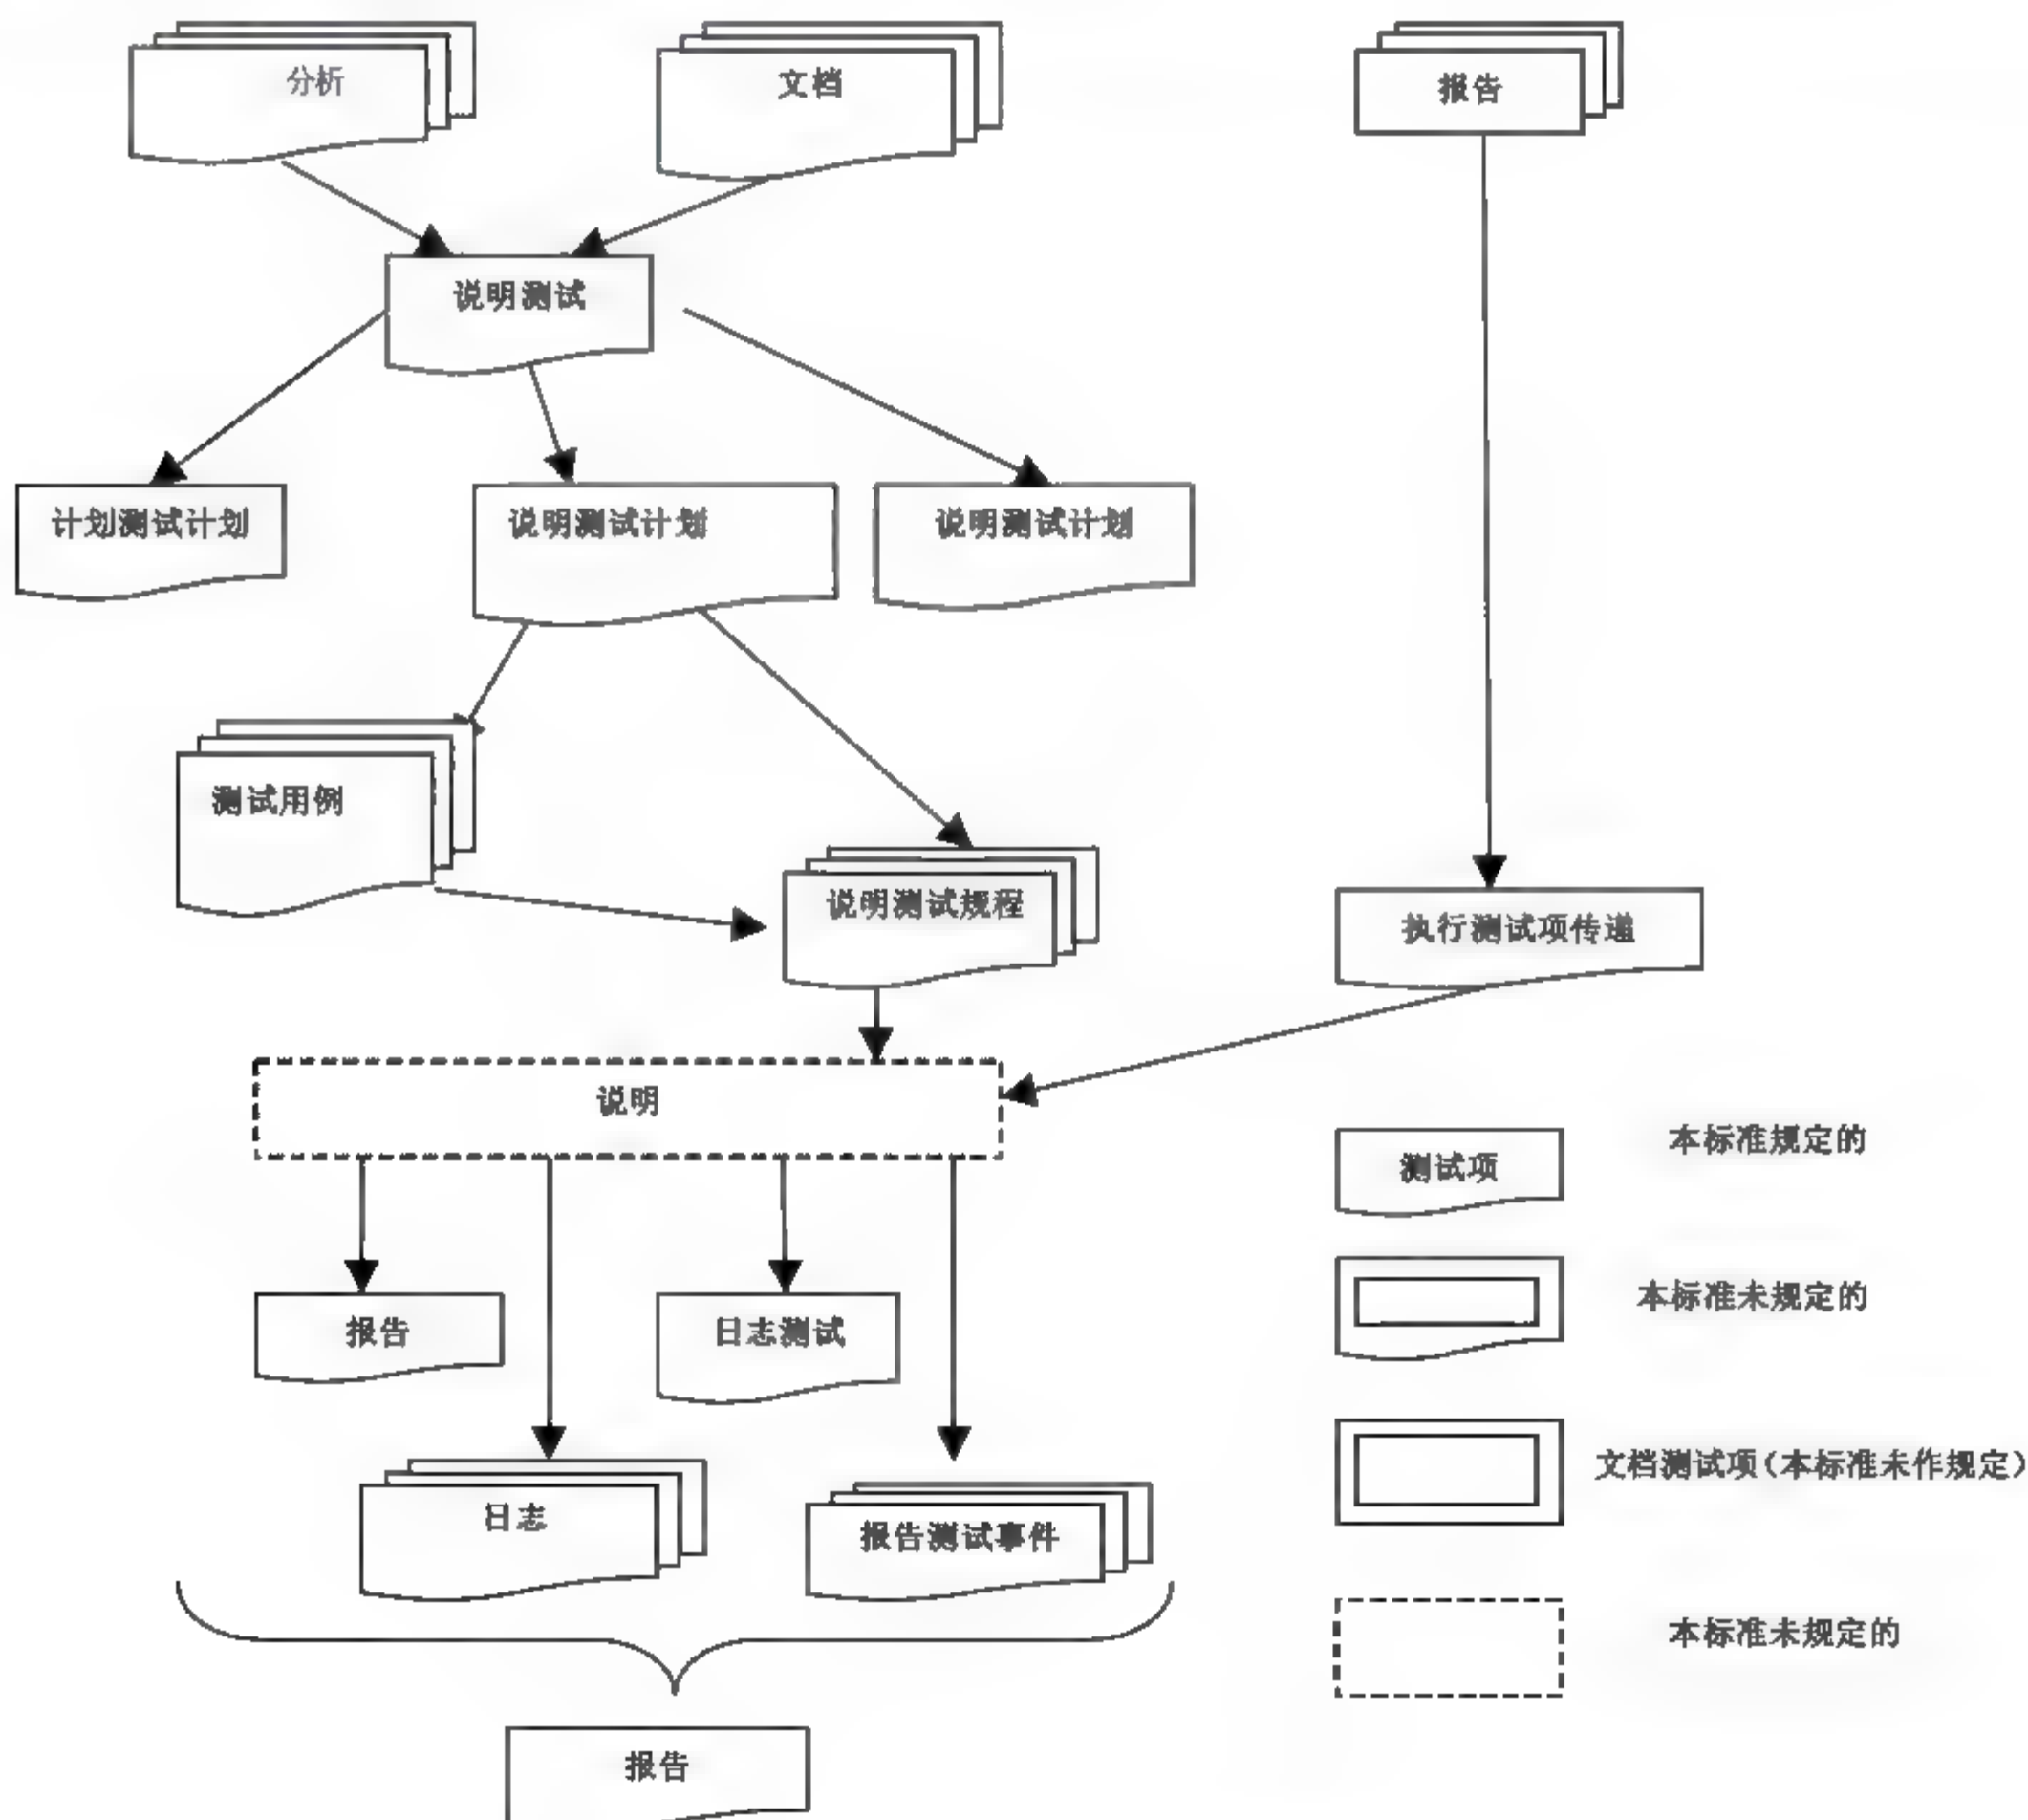 分析
文档
报告
说明测试
计划测试计划
说明测试计划
说明测试计划
测试用例
说明测试规程
执行测试项传递
说明
测试项
本标准规定的
报告
日志测试
本标准未规定的
日志
报告测试事件
文档测试项(本标准未作规定)
本标准未规定的
报告